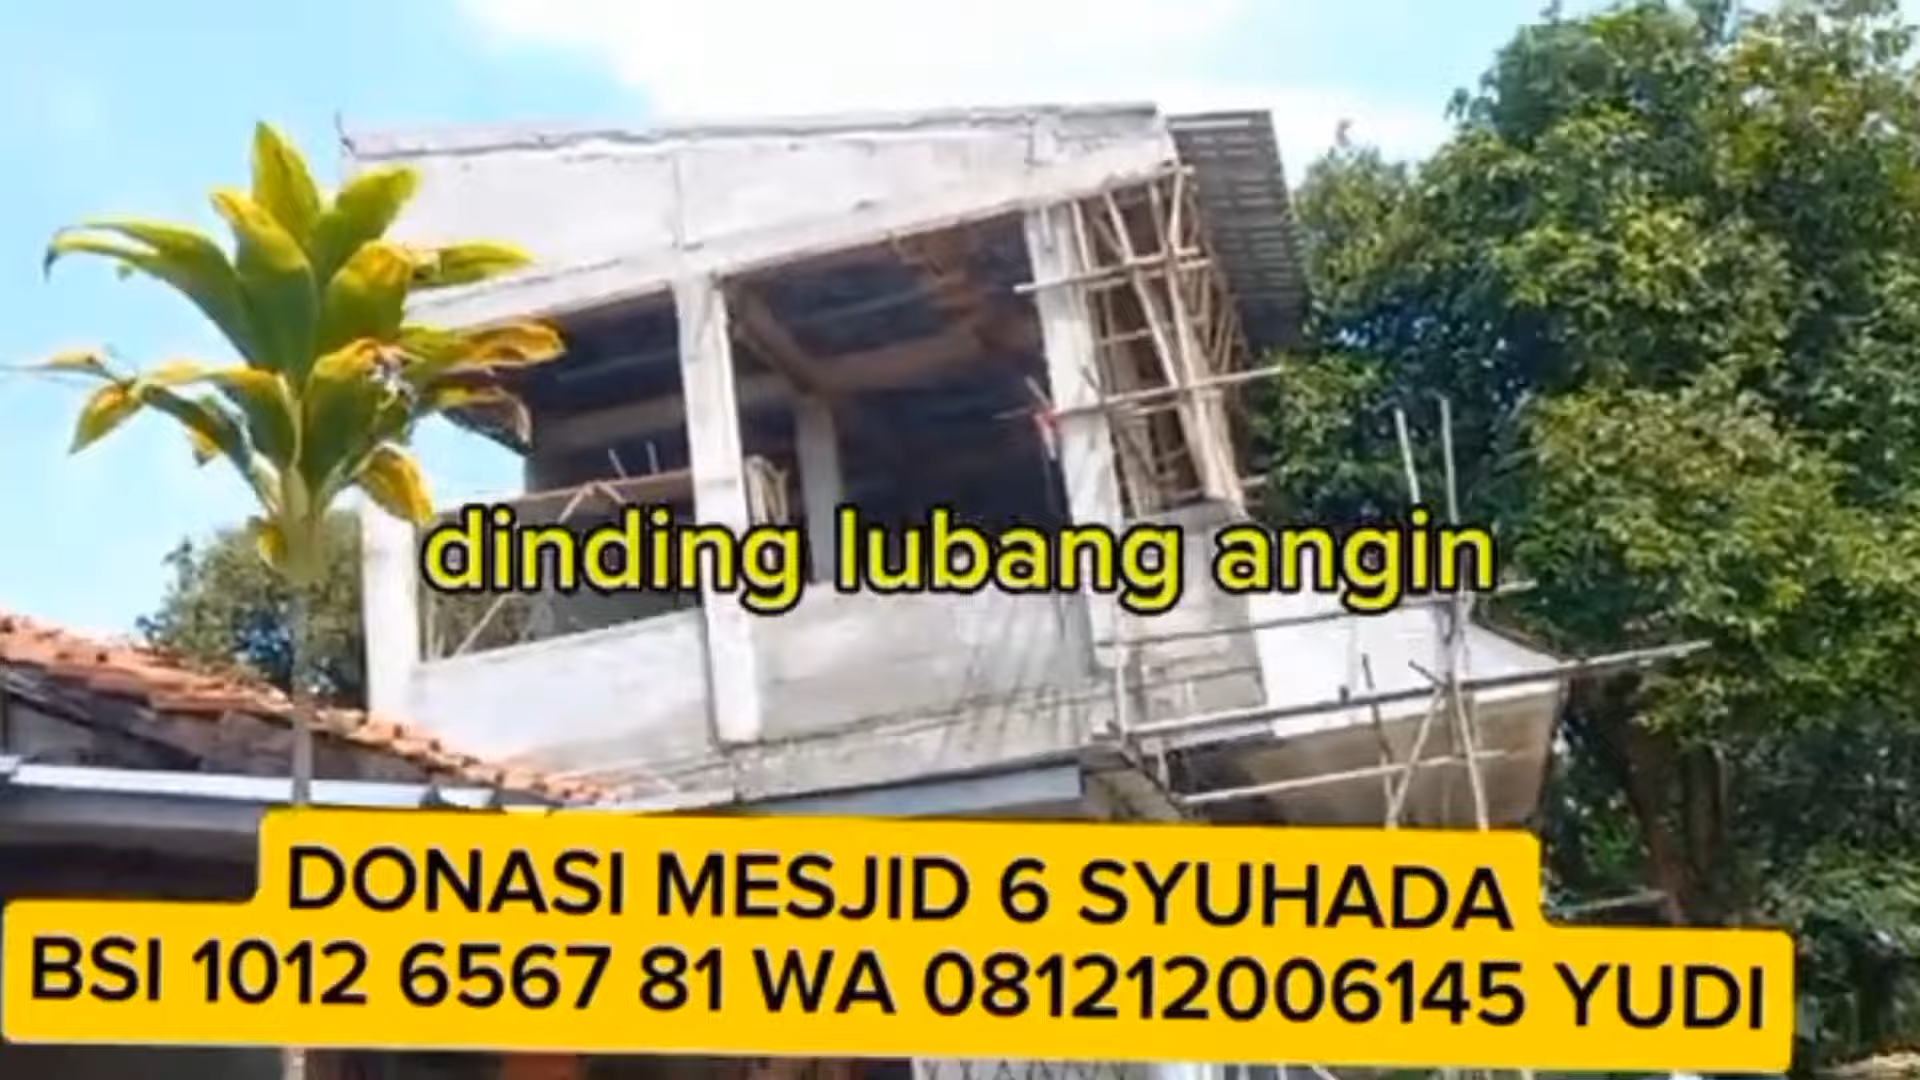 dinding lubang angin
DONASI MESJID 6 SYUHADA
BSI 1012 6567 81 WA 081212006145 YUDI